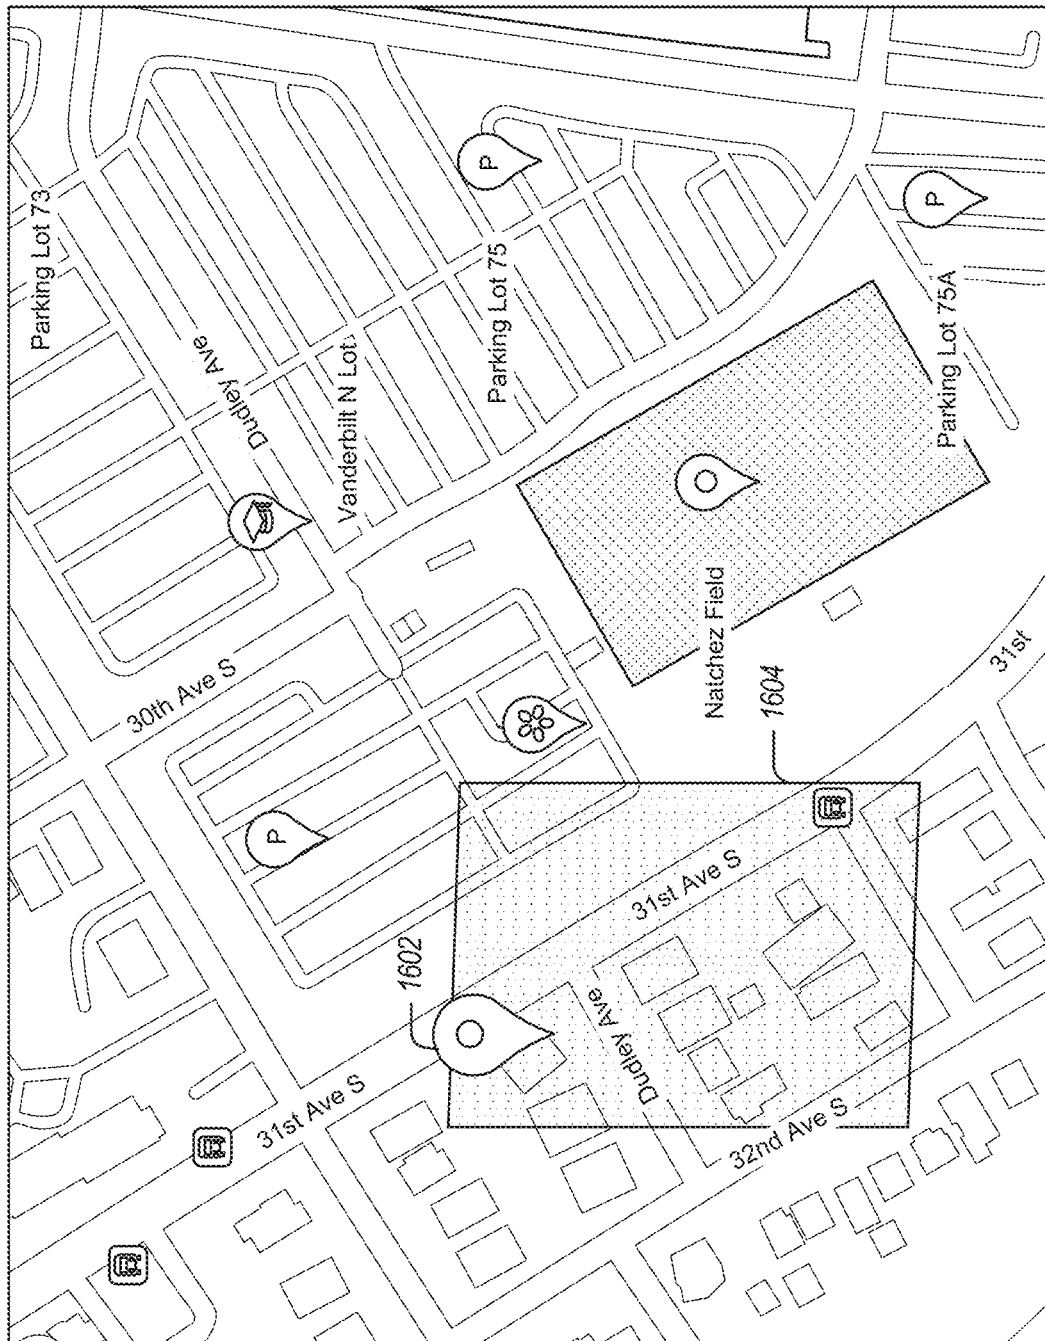 Parking Lot 73
Dudley Ave
Vanderbilt N Lot
Parking Lot 75
P
P
Parking Lot 75A
30th Ave S
Natchez Field
1604
31st
P
1602
31st Ave S
Dudley Ave
31st Ave S
32nd Ave S